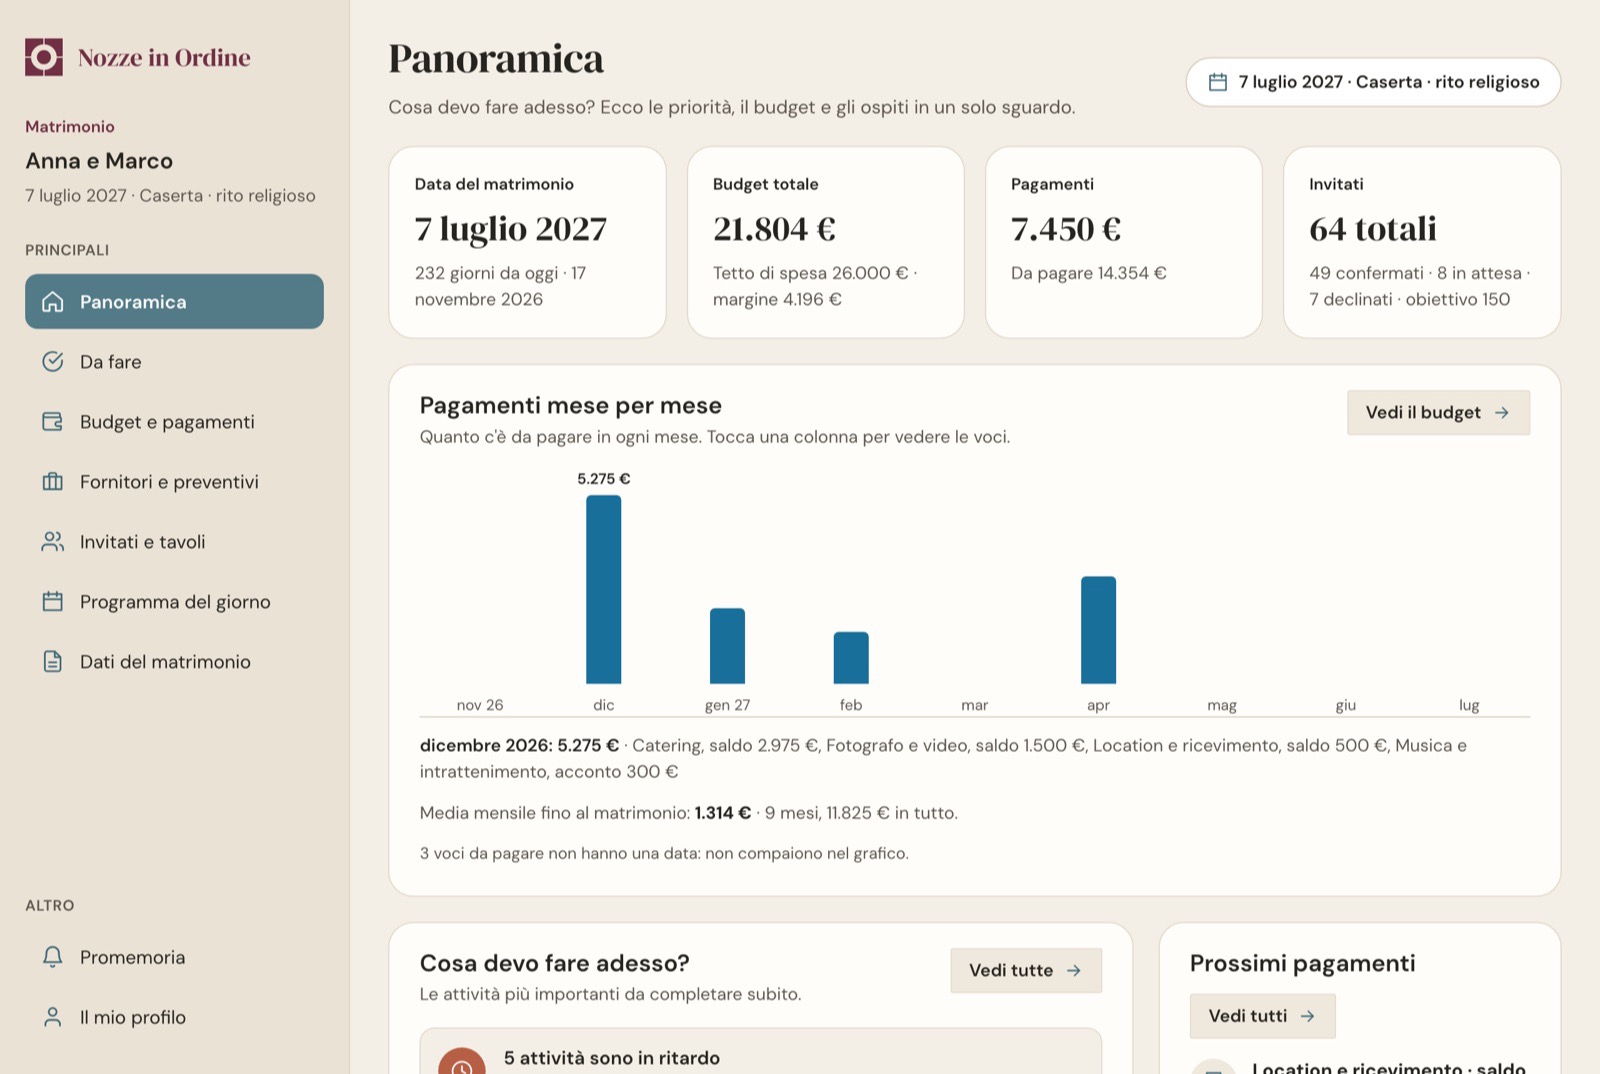 Nozze in Ordine
Matrimonio
Anna e Marco
7 luglio 2027 · Caserta · rito religioso
PRINCIPALI
Panoramica
Da fare
Budget e pagamenti
Fornitori e preventivi
Invitati e tavoli
Programma del giorno
Dati del matrimonio
ALTRO
Promemoria
Il mio profilo
Panoramica
Cosa devo fare adesso? Ecco le priorità, il budget e gli ospiti in un solo sguardo.
7 luglio 2027 · Caserta · rito religioso
Data del matrimonio
7 luglio 2027
232 giorni da oggi · 17
novembre 2026
Budget totale
21.804 €
Tetto di spesa 26.000 € ·
margine 4.196 €
Pagamenti
7.450 €
Da pagare 14.354 €
Invitati
64 totali
49 confermati · 8 in attesa ·
7 declinati · obiettivo 150
Pagamenti mese per mese
Quanto c'è da pagare in ogni mese. Tocca una colonna per vedere le voci.
Vedi il budget
5.275 €
nov 26 dic gen 27 feb mar apr mag giu lug
dicembre 2026: 5.275 € · Catering, saldo 2.975 €, Fotografo e video, saldo 1.500 €, Location e ricevimento, saldo 500 €, Musica e
intrattenimento, acconto 300 €
Media mensile fino al matrimonio: 1.314 € · 9 mesi, 11.825 € in tutto.
3 voci da pagare non hanno una data: non compaiono nel grafico.
Cosa devo fare adesso?
Le attività più importanti da completare subito.
Vedi tutte
5 attività sono in ritardo
Prossimi pagamenti
Vedi tutti
Location e ricevimento · saldo